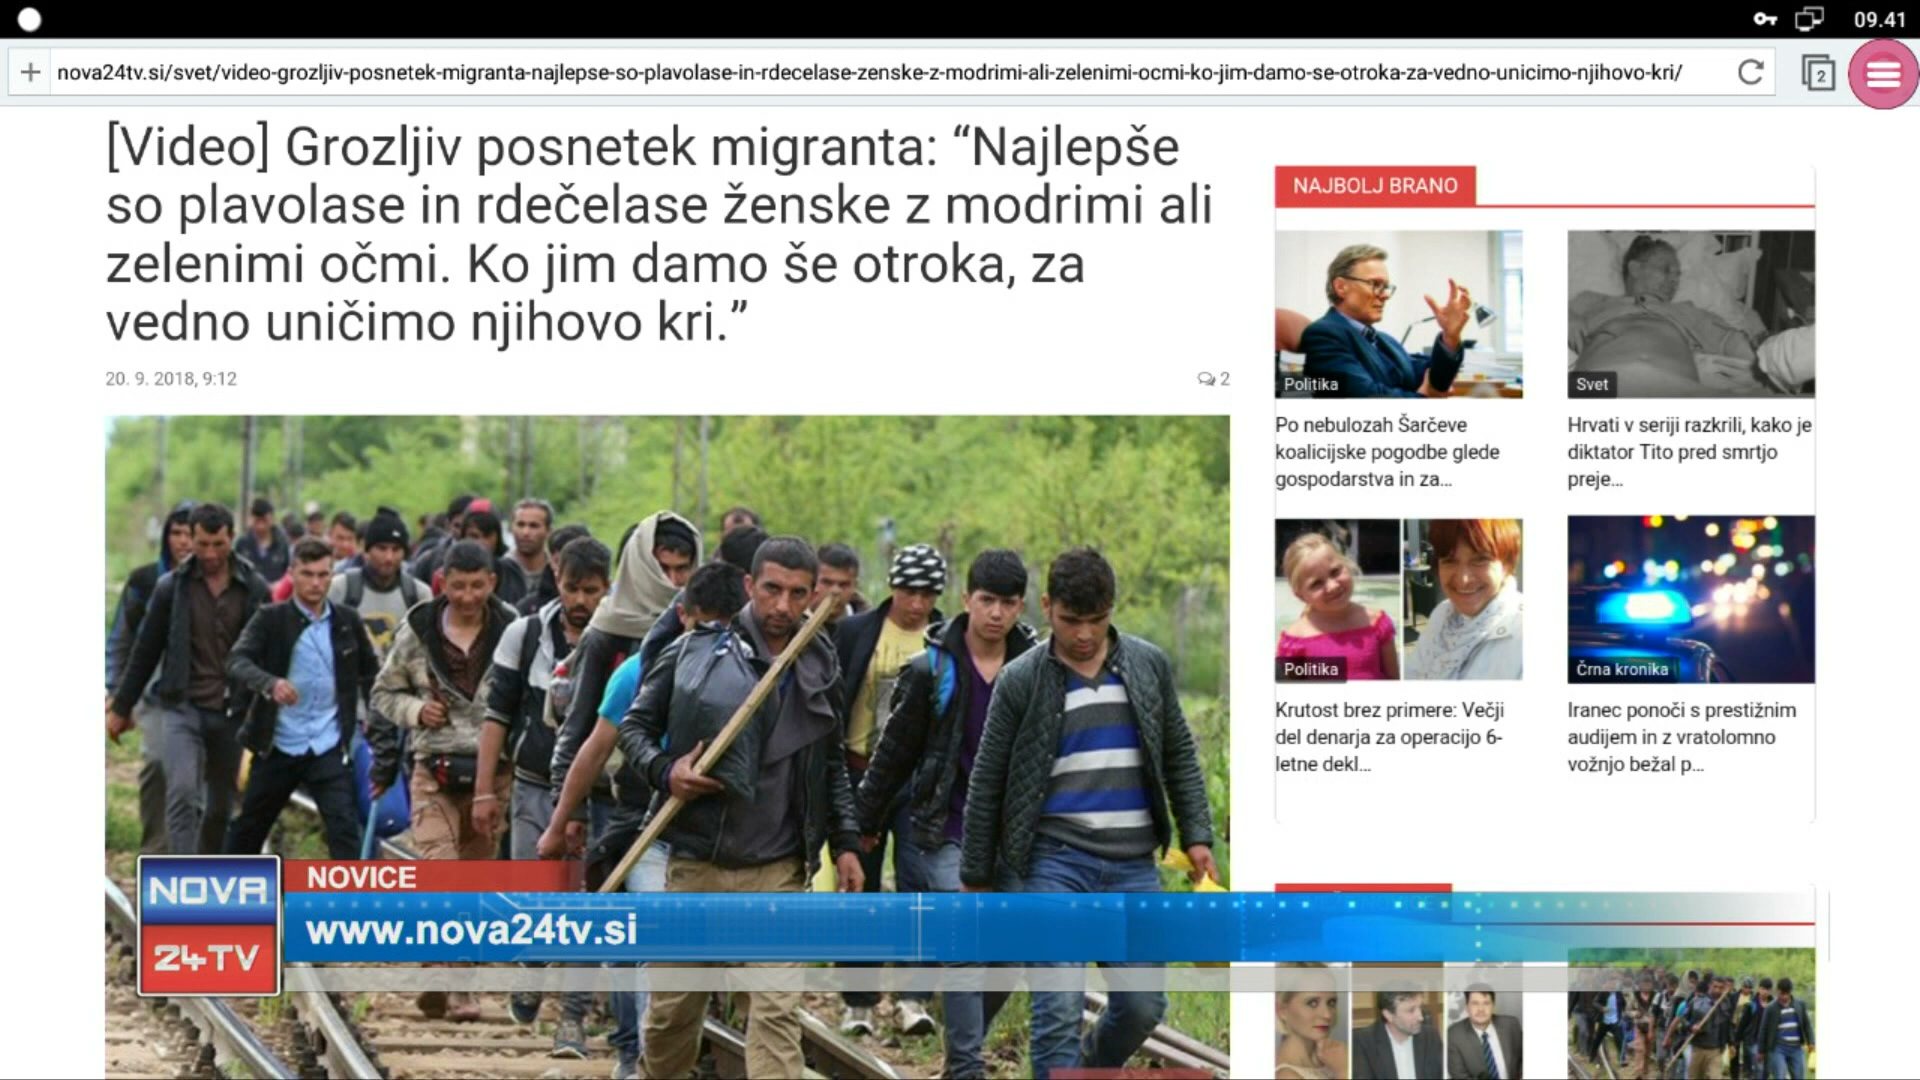 09.41
nova24tv.si/svet/video-grozljiv-posnetek-migranta-najlepse-so-plavolase-in-rdecelase-zenske-z-modrimi-ali-zelenimi-ocmi-ko-jim-damo-se-otroka-za-vedno-unicimo-njihovo-kri/
2
[Video] Grozljiv posnetek migranta: “Najlepše
so plavolase in rdečelase ženske z modrimi ali
zelenimi očmi. Ko jim damo še otroka, za
vedno uničimo njihovo kri.”
20. 9. 2018, 9:12
2
NAJBOLJ BRANO
Politika
Po nebulozah Šarčeve
koalicijske pogodbe glede
gospodarstva in za...
Svet
Hrvati v seriji razkrili, kako je
diktator Tito pred smrtjo
preje...
Politika
Krutost brez primere: Večji
del denarja za operacijo 6-
letne dekl...
Črna kronika
Iranec ponoči s prestižnim
audijem in z vratolomno
vožnjo bežal p...
NOVA
24TV
NOVICE
www.nova24tv.si